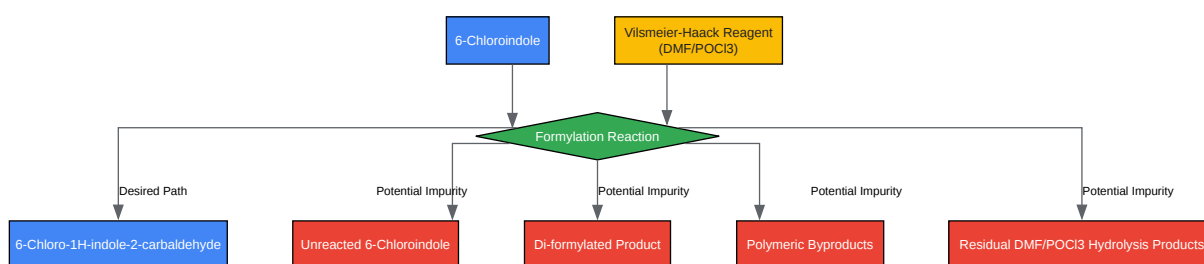 6-Chloroindole
Vilsmeier-Haack Reagent
(DMF/POCl3)
Formylation Reaction
Desired Path
Potential Impurity
Potential Impurity
Potential Impurity
Potential Impurity
6-Chloro-1H-indole-2-carbaldehyde
Unreacted 6-Chloroindole
Di-formylated Product
Polymeric Byproducts
Residual DMF/POCl3 Hydrolysis Products